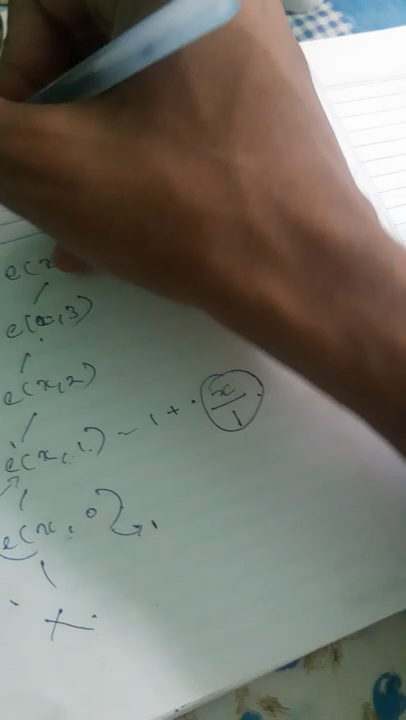 e(x
e(x,3)
e(x,2)
e(x,1) - 1 + x/1
e(x,0) 1